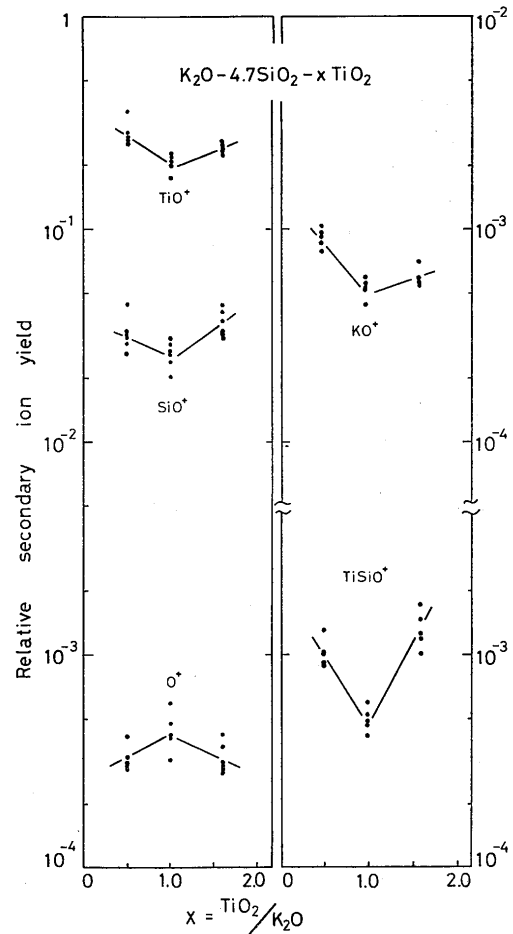 1
10⁻²
K₂O–4.7SiO₂–x TiO₂
TiO⁺
10⁻¹
10⁻³
KO⁺
SiO⁺
10⁻²
10⁻⁴
Relative secondary ion yield
TiSiO⁺
10⁻³
10⁻³
O⁺
10⁻⁴
10⁻⁴
0 1.0 2.0 0 1.0 2.0
X = TiO₂/K₂O